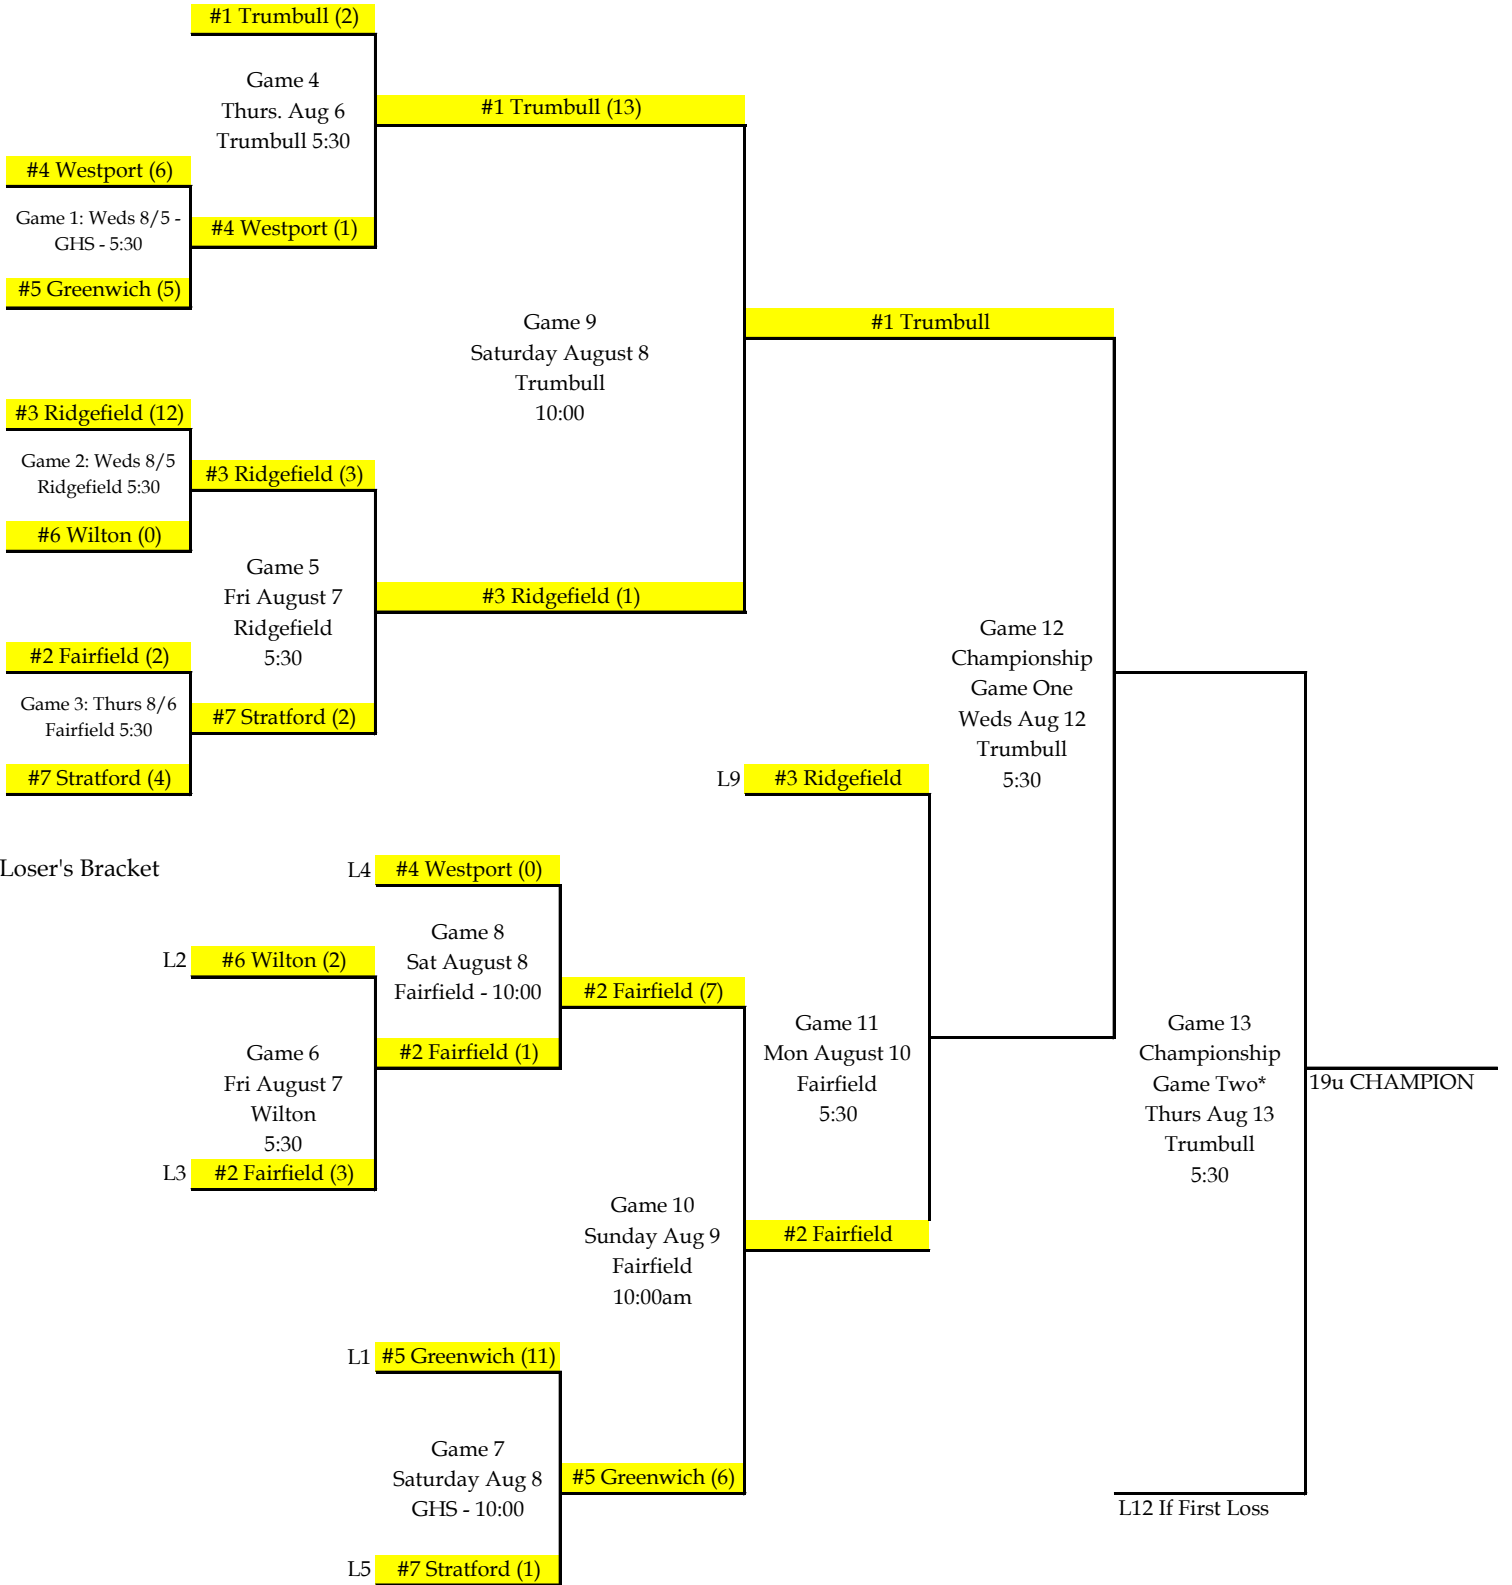 #1 Trumbull (2)
Game 4
Thurs. Aug 6
Trumbull 5:30
#1 Trumbull (13)
#4 Westport (6)
Game 1: Weds 8/5 -
GHS - 5:30
#4 Westport (1)
#5 Greenwich (5)
Game 9
Saturday August 8
Trumbull
10:00
#1 Trumbull
#3 Ridgefield (12)
Game 2: Weds 8/5
Ridgefield 5:30
#3 Ridgefield (3)
#6 Wilton (0)
Game 5
Fri August 7
Ridgefield
5:30
#3 Ridgefield (1)
#2 Fairfield (2)
Game 3: Thurs 8/6
Fairfield 5:30
#7 Stratford (2)
#7 Stratford (4)
Game 12
Championship
Game One
Weds Aug 12
Trumbull
5:30
L9 #3 Ridgefield
Loser's Bracket
L4 #4 Westport (0)
Game 8
Sat August 8
Fairfield - 10:00
L2 #6 Wilton (2)
#2 Fairfield (7)
Game 6
Fri August 7
Wilton
5:30
#2 Fairfield (1)
L3 #2 Fairfield (3)
Game 11
Mon August 10
Fairfield
5:30
Game 13
Championship
Game Two*
Thurs Aug 13
Trumbull
5:30
19u CHAMPION
Game 10
Sunday Aug 9
Fairfield
10:00am
#2 Fairfield
L1 #5 Greenwich (11)
Game 7
Saturday Aug 8
GHS - 10:00
#5 Greenwich (6)
L12 If First Loss
L5 #7 Stratford (1)